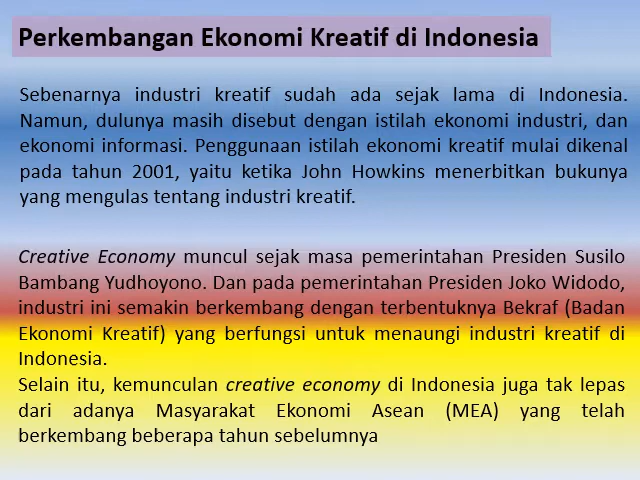 Perkembangan Ekonomi Kreatif di Indonesia
Sebenarnya industri kreatif sudah ada sejak lama di Indonesia.
Namun, dulunya masih disebut dengan istilah ekonomi industri, dan
ekonomi informasi. Penggunaan istilah ekonomi kreatif mulai dikenal
pada tahun 2001, yaitu ketika John Howkins menerbitkan bukunya
yang mengulas tentang industri kreatif.
Creative Economy muncul sejak masa pemerintahan Presiden Susilo
Bambang Yudhoyono. Dan pada pemerintahan Presiden Joko Widodo,
industri ini semakin berkembang dengan terbentuknya Bekraf (Badan
Ekonomi Kreatif) yang berfungsi untuk menaungi industri kreatif di
Indonesia.
Selain itu, kemunculan creative economy di Indonesia juga tak lepas
dari adanya Masyarakat Ekonomi Asean (MEA) yang telah
berkembang beberapa tahun sebelumnya